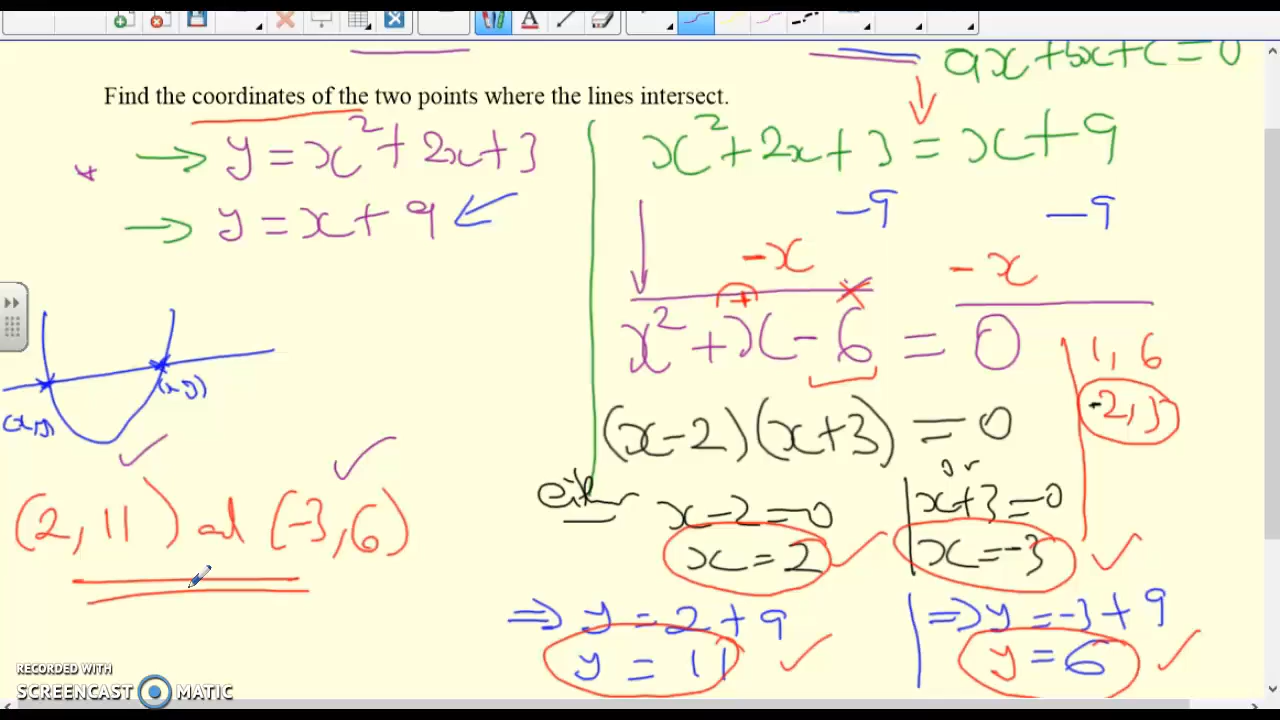 ax²+bx+c=0
Find the coordinates of the two points where the lines intersect.
* → y = x² + 2x + 3
→ y = x + 9
x² + 2x + 3 = x + 9
-9 -9
-x -x
x² + x - 6 = 0
1, 6
-2, 3
(x-2)(x+3) = 0
either x-2=0 or x+3=0
x = 2 x = -3
⇒ y = 2 + 9 ⇒ y = -3 + 9
y = 11 y = 6
(x,y)
(x,y)
(2, 11) and (-3, 6)
RECORDED WITH
SCREENCAST MATIC